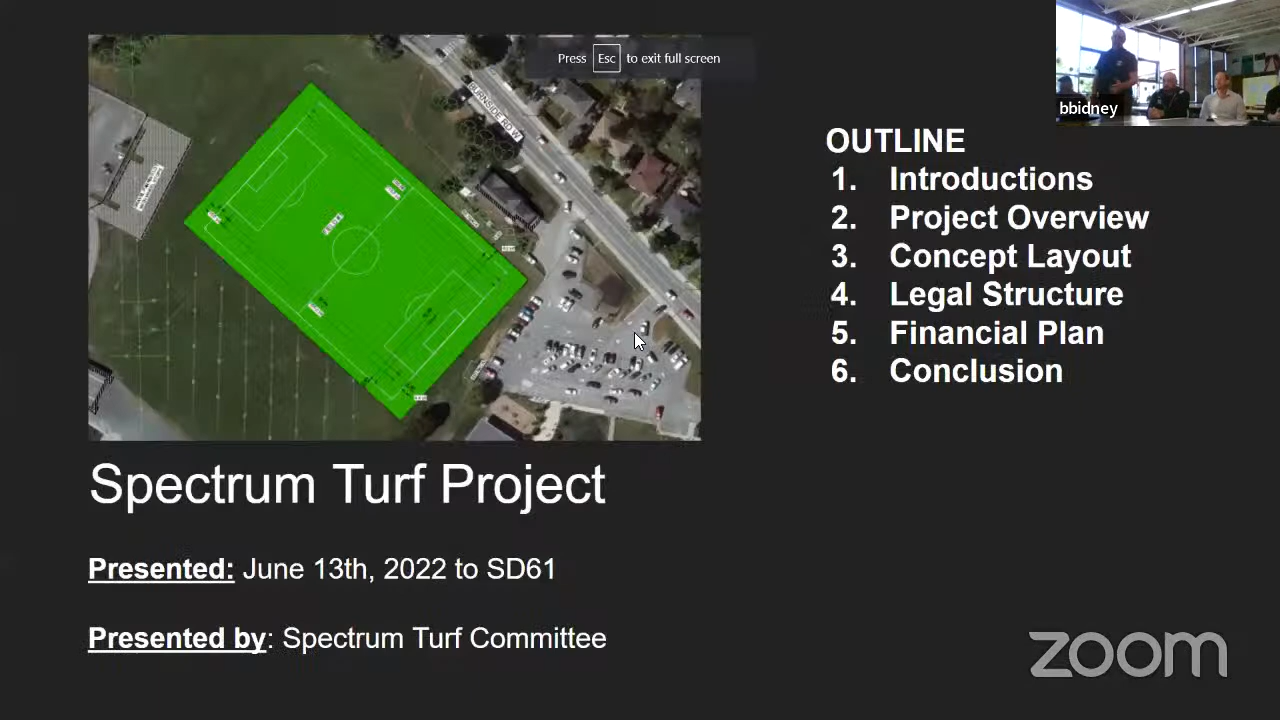 Press Esc to exit full screen
bbidney
BURNSIDE RD W
OUTLINE
1. Introductions
2. Project Overview
3. Concept Layout
4. Legal Structure
5. Financial Plan
6. Conclusion
Spectrum Turf Project
Presented: June 13th, 2022 to SD61
Presented by: Spectrum Turf Committee
zoom